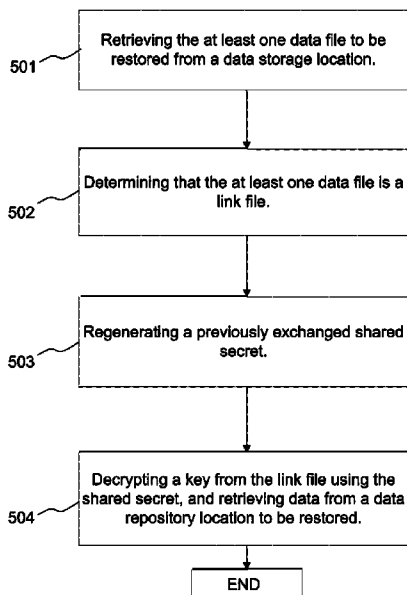 501
Retrieving the at least one data file to be
restored from a data storage location.
502
Determining that the at least one data file is a
link file.
503
Regenerating a previously exchanged shared
secret.
504
Decrypting a key from the link file using the
shared secret, and retrieving data from a data
repository location to be restored.
END